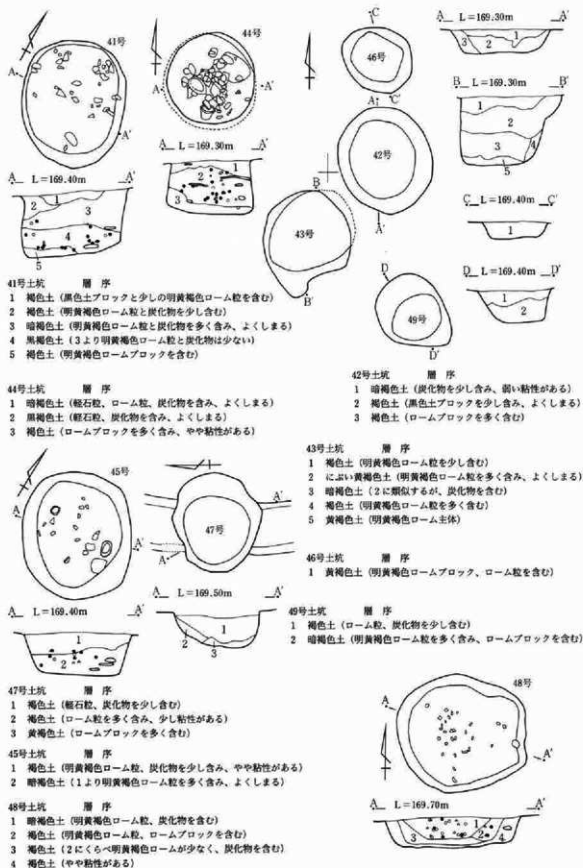 41号
A
A'
A L=169.40m A'
1
2
3
4
5
44号
A
A'
A L=169.30m A'
1
2
3
C
46号
C'
A
42号
A'
B
43号
B'
D
49号
D'
A L=169.30m A'
1
2
3
B L=169.30m B'
1
2
3
4
5
C L=169.40m C'
1
D L=169.40m D'
1
2
41号土坑 層序
1 褐色土（黒色土ブロックと少しの明黄褐色ローム粒を含む）
2 褐色土（明黄褐色ローム粒と炭化物を少し含む）
3 暗褐色土（明黄褐色ローム粒と炭化物を多く含み、よくしまる）
4 黒褐色土（3より明黄褐色ローム粒と炭化物は少ない）
5 褐色土（明黄褐色ロームブロックを含む）
44号土坑 層序
1 暗褐色土（軽石粒、ローム粒、炭化物を含み、よくしまる）
2 黒褐色土（軽石粒、炭化物を含み、よくしまる）
3 褐色土（ロームブロックを多く含み、やや粘性がある）
42号土坑 層序
1 暗褐色土（炭化物を少し含み、弱い粘性がある）
2 褐色土（黒色土ブロックを少し含み、よくしまる）
3 褐色土（ロームブロックを多く含む）
43号土坑 層序
1 褐色土（明黄褐色ローム粒を少し含む）
2 にぶい黄褐色土（明黄褐色ローム粒を多く含み、よくしまる）
3 暗褐色土（2に類似するが、炭化物を含む）
4 褐色土（明黄褐色ローム粒を多く含む）
5 黄褐色土（明黄褐色ローム主体）
46号土坑 層序
1 黄褐色土（明黄褐色ロームブロック、ローム粒を含む）
49号土坑 層序
1 褐色土（ローム粒、炭化物を少し含む）
2 暗褐色土（明黄褐色ローム粒を多く含み、ロームブロックを含む）
45号
A
A'
A L=169.40m A'
1
2
47号
A
A'
A L=169.50m A'
1
2
3
47号土坑 層序
1 褐色土（軽石粒、炭化物を少し含む）
2 褐色土（ローム粒を多く含み、少し粘性がある）
3 黄褐色土（ロームブロックを多く含む）
45号土坑 層序
1 褐色土（明黄褐色ローム粒、炭化物を少し含み、やや粘性がある）
2 暗褐色土（1より明黄褐色ローム粒を多く含み、よくしまる）
48号土坑 層序
1 暗褐色土（明黄褐色ローム粒、炭化物を含む）
2 褐色土（明黄褐色ローム粒、ロームブロックを含む）
3 褐色土（2にくらべ明黄褐色ロームが少なく、炭化物を含む）
4 褐色土（やや粘性がある）
48号
A
A'
A L=169.70m A'
1
2
3
4